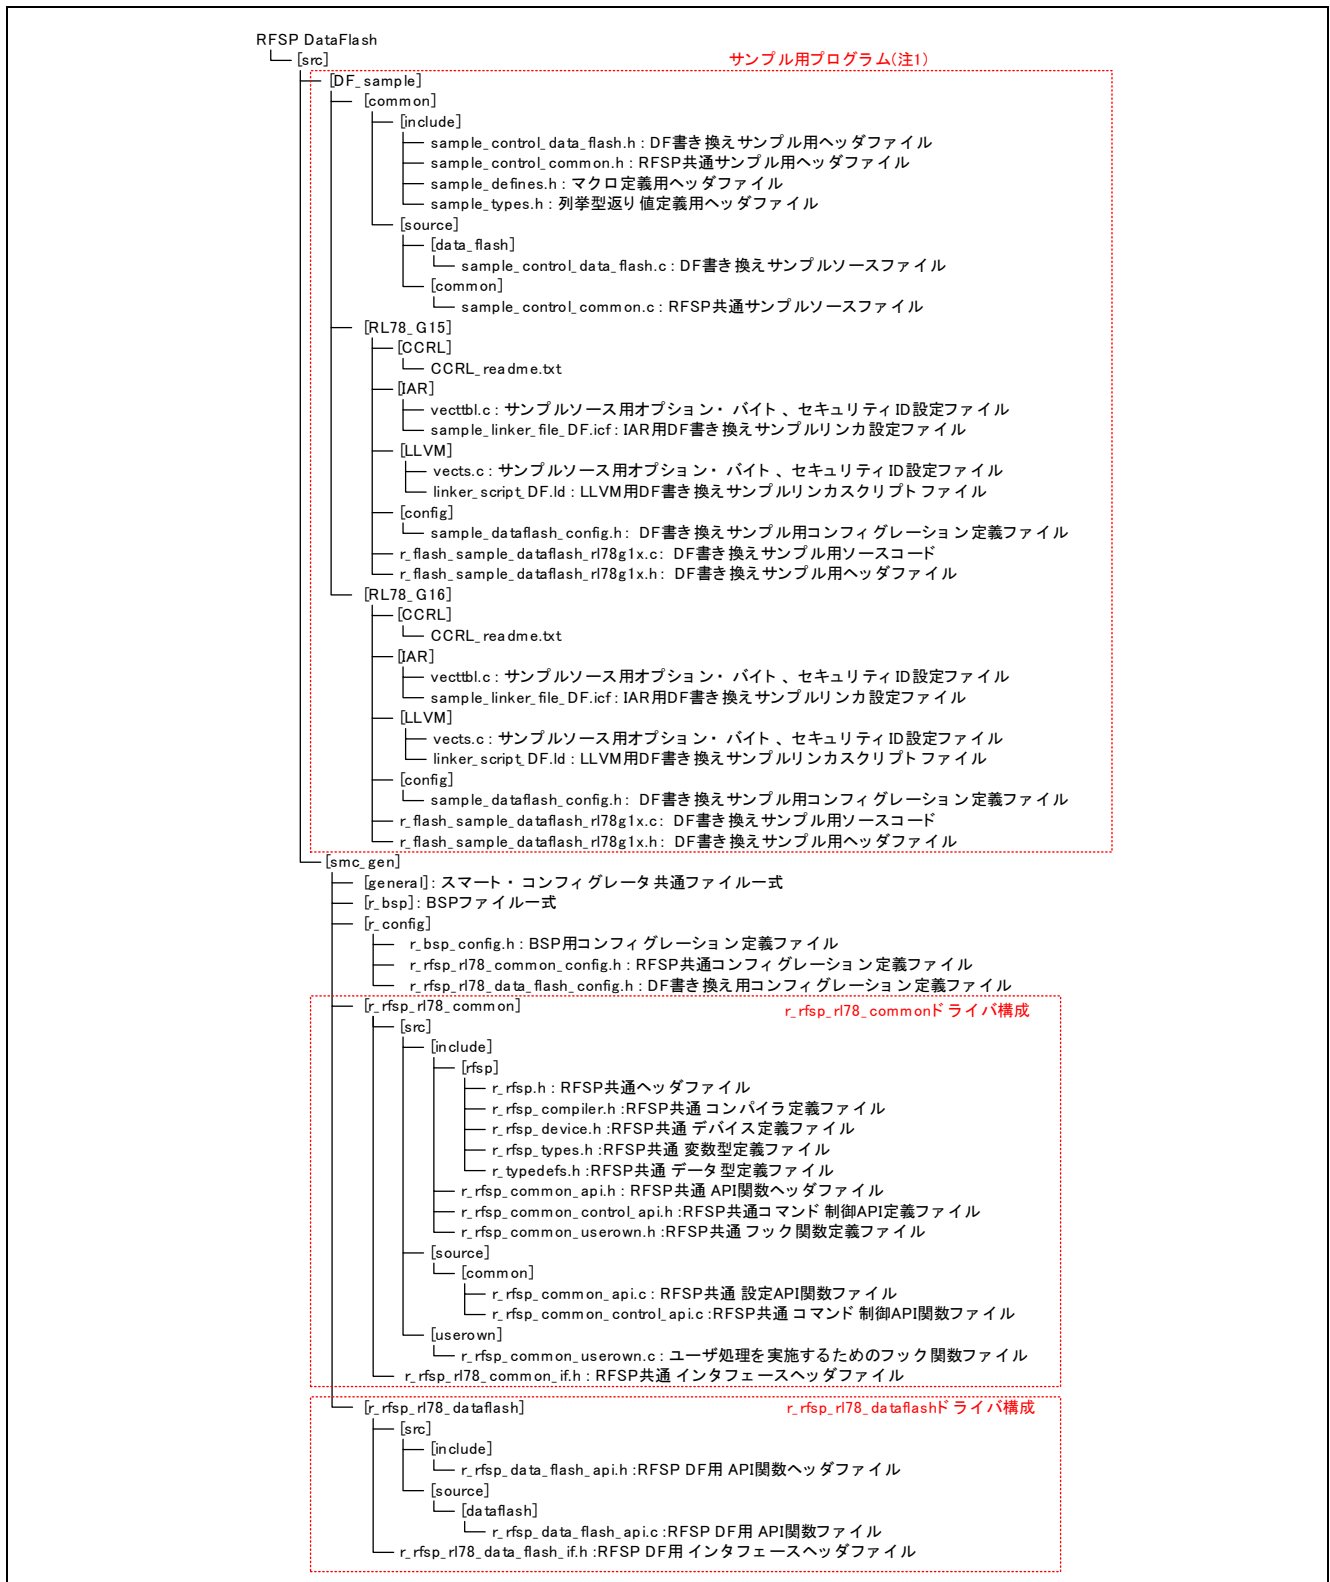 RFSP DataFlash
[src]
サンプル用プログラム(注1)
[DF_sample]
[common]
[include]
sample_control_data_flash.h : DF書き換えサンプル用ヘッダファイル
sample_control_common.h : RFSP共通サンプル用ヘッダファイル
sample_defines.h : マクロ定義用ヘッダファイル
sample_types.h : 列挙型返り値定義用ヘッダファイル
[source]
[data_flash]
sample_control_data_flash.c : DF書き換えサンプルソースファイル
[common]
sample_control_common.c : RFSP共通サンプルソースファイル
[RL78_G15]
[CCRL]
CCRL_readme.txt
[IAR]
vecttbl.c : サンプルソース用オプション・バイト、セキュリティID設定ファイル
sample_linker_file_DF.icf : IAR用DF書き換えサンプルリンカ設定ファイル
[LLVM]
vects.c : サンプルソース用オプション・バイト、セキュリティID設定ファイル
linker_script_DF.ld : LLVM用DF書き換えサンプルリンカスクリプトファイル
[config]
sample_dataflash_config.h : DF書き換えサンプル用コンフィグレーション定義ファイル
r_flash_sample_dataflash_rl78g1x.c : DF書き換えサンプル用ソースコード
r_flash_sample_dataflash_rl78g1x.h : DF書き換えサンプル用ヘッダファイル
[RL78_G16]
[CCRL]
CCRL_readme.txt
[IAR]
vecttbl.c : サンプルソース用オプション・バイト、セキュリティID設定ファイル
sample_linker_file_DF.icf : IAR用DF書き換えサンプルリンカ設定ファイル
[LLVM]
vects.c : サンプルソース用オプション・バイト、セキュリティID設定ファイル
linker_script_DF.ld : LLVM用DF書き換えサンプルリンカスクリプトファイル
[config]
sample_dataflash_config.h : DF書き換えサンプル用コンフィグレーション定義ファイル
r_flash_sample_dataflash_rl78g1x.c : DF書き換えサンプル用ソースコード
r_flash_sample_dataflash_rl78g1x.h : DF書き換えサンプル用ヘッダファイル
[smc_gen]
[general] : スマート・コンフィグレータ共通ファイル一式
[r_bsp] : BSPファイル一式
[r_config]
r_bsp_config.h : BSP用コンフィグレーション定義ファイル
r_rfsp_rl78_common_config.h : RFSP共通コンフィグレーション定義ファイル
r_rfsp_rl78_data_flash_config.h : DF書き換え用コンフィグレーション定義ファイル
[r_rfsp_rl78_common]
r_rfsp_rl78_commonドライバ構成
[src]
[include]
[rfsp]
r_rfsp.h : RFSP共通ヘッダファイル
r_rfsp_compiler.h :RFSP共通 コンパイラ定義ファイル
r_rfsp_device.h :RFSP共通 デバイス定義ファイル
r_rfsp_types.h :RFSP共通 変数型定義ファイル
r_typedefs.h :RFSP共通 データ型定義ファイル
r_rfsp_common_api.h : RFSP共通 API関数ヘッダファイル
r_rfsp_common_control_api.h :RFSP共通コマンド制御API定義ファイル
r_rfsp_common_userown.h :RFSP共通 フック関数定義ファイル
[source]
[common]
r_rfsp_common_api.c : RFSP共通 設定API関数ファイル
r_rfsp_common_control_api.c :RFSP共通 コマンド制御API関数ファイル
[userown]
r_rfsp_common_userown.c : ユーザ処理を実施するためのフック関数ファイル
r_rfsp_rl78_common_if.h : RFSP共通 インタフェースヘッダファイル
[r_rfsp_rl78_dataflash]
r_rfsp_rl78_dataflashドライバ構成
[src]
[include]
r_rfsp_data_flash_api.h :RFSP DF用 API関数ヘッダファイル
[source]
[dataflash]
r_rfsp_data_flash_api.c :RFSP DF用 API関数ファイル
r_rfsp_rl78_data_flash_if.h :RFSP DF用 インタフェースヘッダファイル